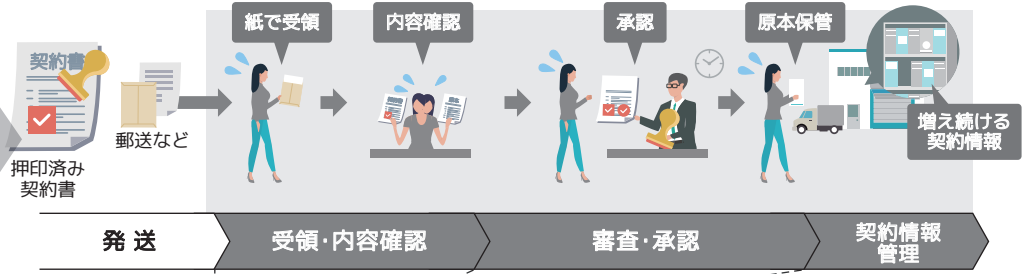 紙で受領
内容確認
承認
原本保管
契約書
郵送など
押印済み
契約書
増え続ける
契約情報
発送
受領・内容確認
審査・承認
契約情報
管理